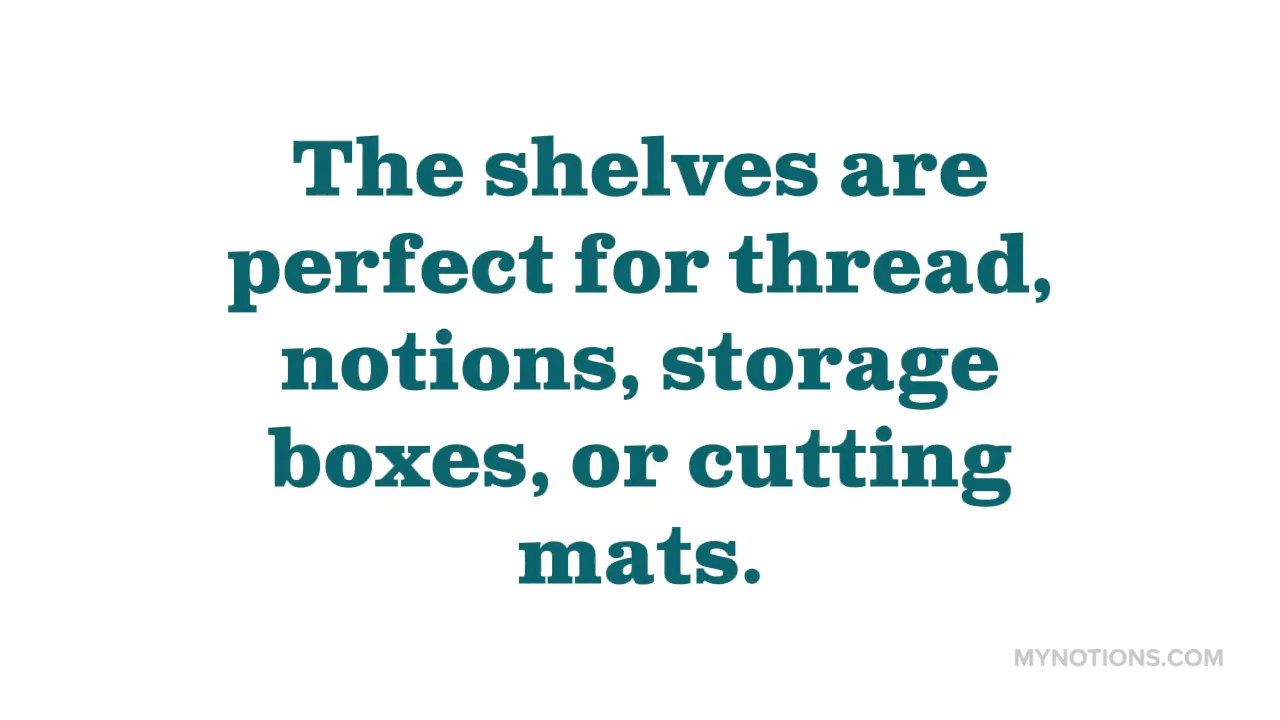 The shelves are
perfect for thread,
notions, storage
boxes, or cutting
mats.
MYNOTIONS.COM